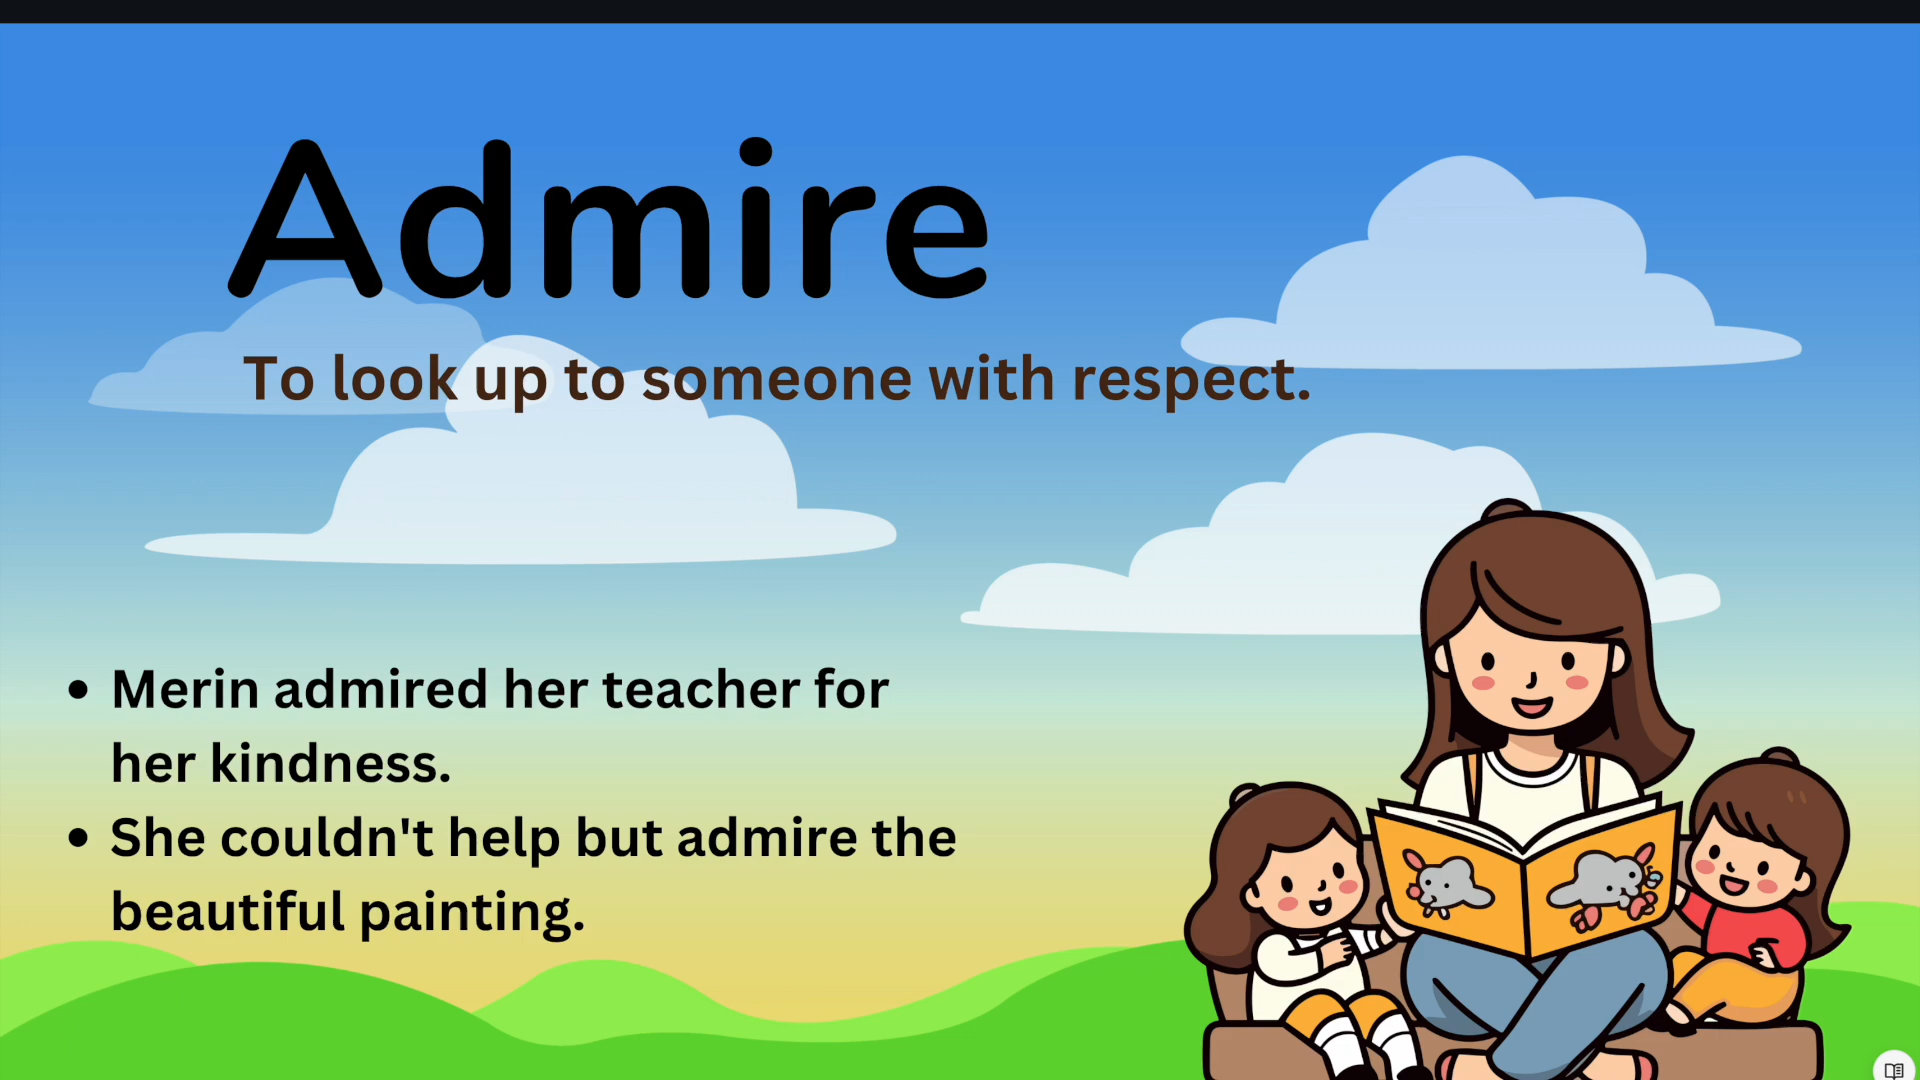 Admire
To look up to someone with respect.
• Merin admired her teacher for
her kindness.
• She couldn't help but admire the
beautiful painting.